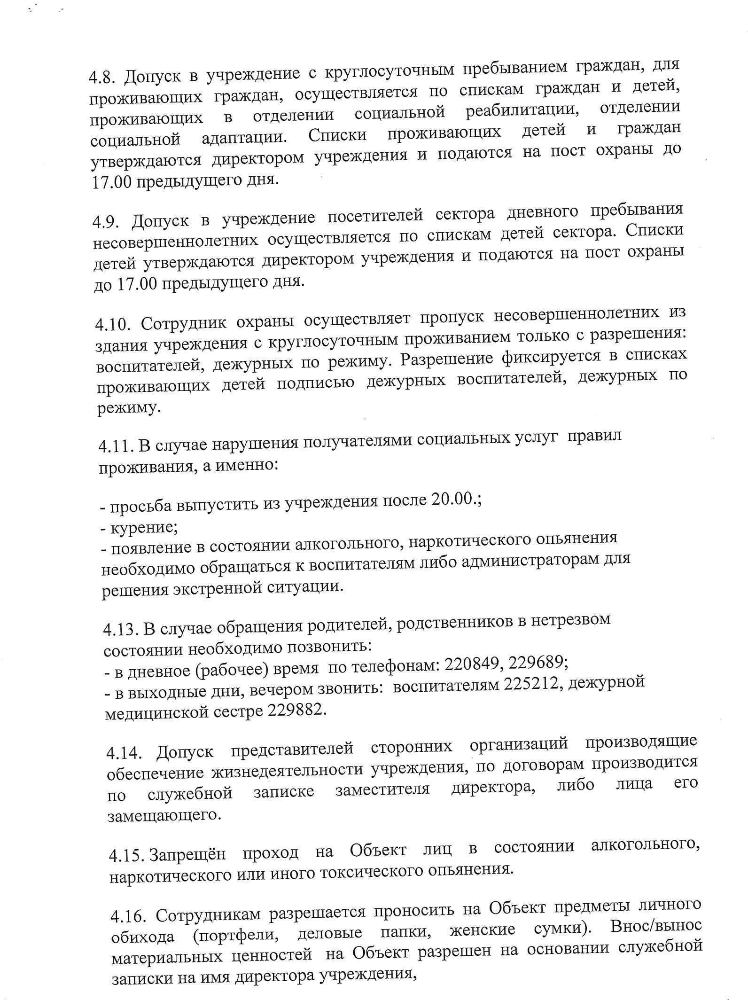 4.8. Допуск в учреждение с круглосуточным пребыванием граждан, для
проживающих граждан, осуществляется по спискам граждан и детей,
проживающих в отделении социальной реабилитации, отделении
социальной адаптации. Списки проживающих детей и граждан
утверждаются директором учреждения и подаются на пост охраны до
17.00 предыдущего дня.
4.9. Допуск в учреждение посетителей сектора дневного пребывания
несовершеннолетних осуществляется по спискам детей сектора. Списки
детей утверждаются директором учреждения и подаются на пост охраны
до 17.00 предыдущего дня.
4.10. Сотрудник охраны осуществляет пропуск несовершеннолетних из
здания учреждения с круглосуточным проживанием только с разрешения:
воспитателей, дежурных по режиму. Разрешение фиксируется в списках
проживающих детей подписью дежурных воспитателей, дежурных по
режиму.
4.11. В случае нарушения получателями социальных услуг правил
проживания, а именно:
- просьба выпустить из учреждения после 20.00.;
- курение;
- появление в состоянии алкогольного, наркотического опьянения
необходимо обращаться к воспитателям либо администраторам для
решения экстренной ситуации.
4.13. В случае обращения родителей, родственников в нетрезвом
состоянии необходимо позвонить:
- в дневное (рабочее) время по телефонам: 220849, 229689;
- в выходные дни, вечером звонить: воспитателям 225212, дежурной
медицинской сестре 229882.
4.14. Допуск представителей сторонних организаций производящие
обеспечение жизнедеятельности учреждения, по договорам производится
по служебной записке заместителя директора, либо лица его
замещающего.
4.15. Запрещён проход на Объект лиц в состоянии алкогольного,
наркотического или иного токсического опьянения.
4.16. Сотрудникам разрешается проносить на Объект предметы личного
обихода (портфели, деловые папки, женские сумки). Внос/вынос
материальных ценностей на Объект разрешен на основании служебной
записки на имя директора учреждения,